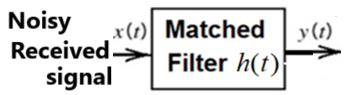 Noisy
Received
signal
x(t)
Matched
Filter h(t)
y(t)